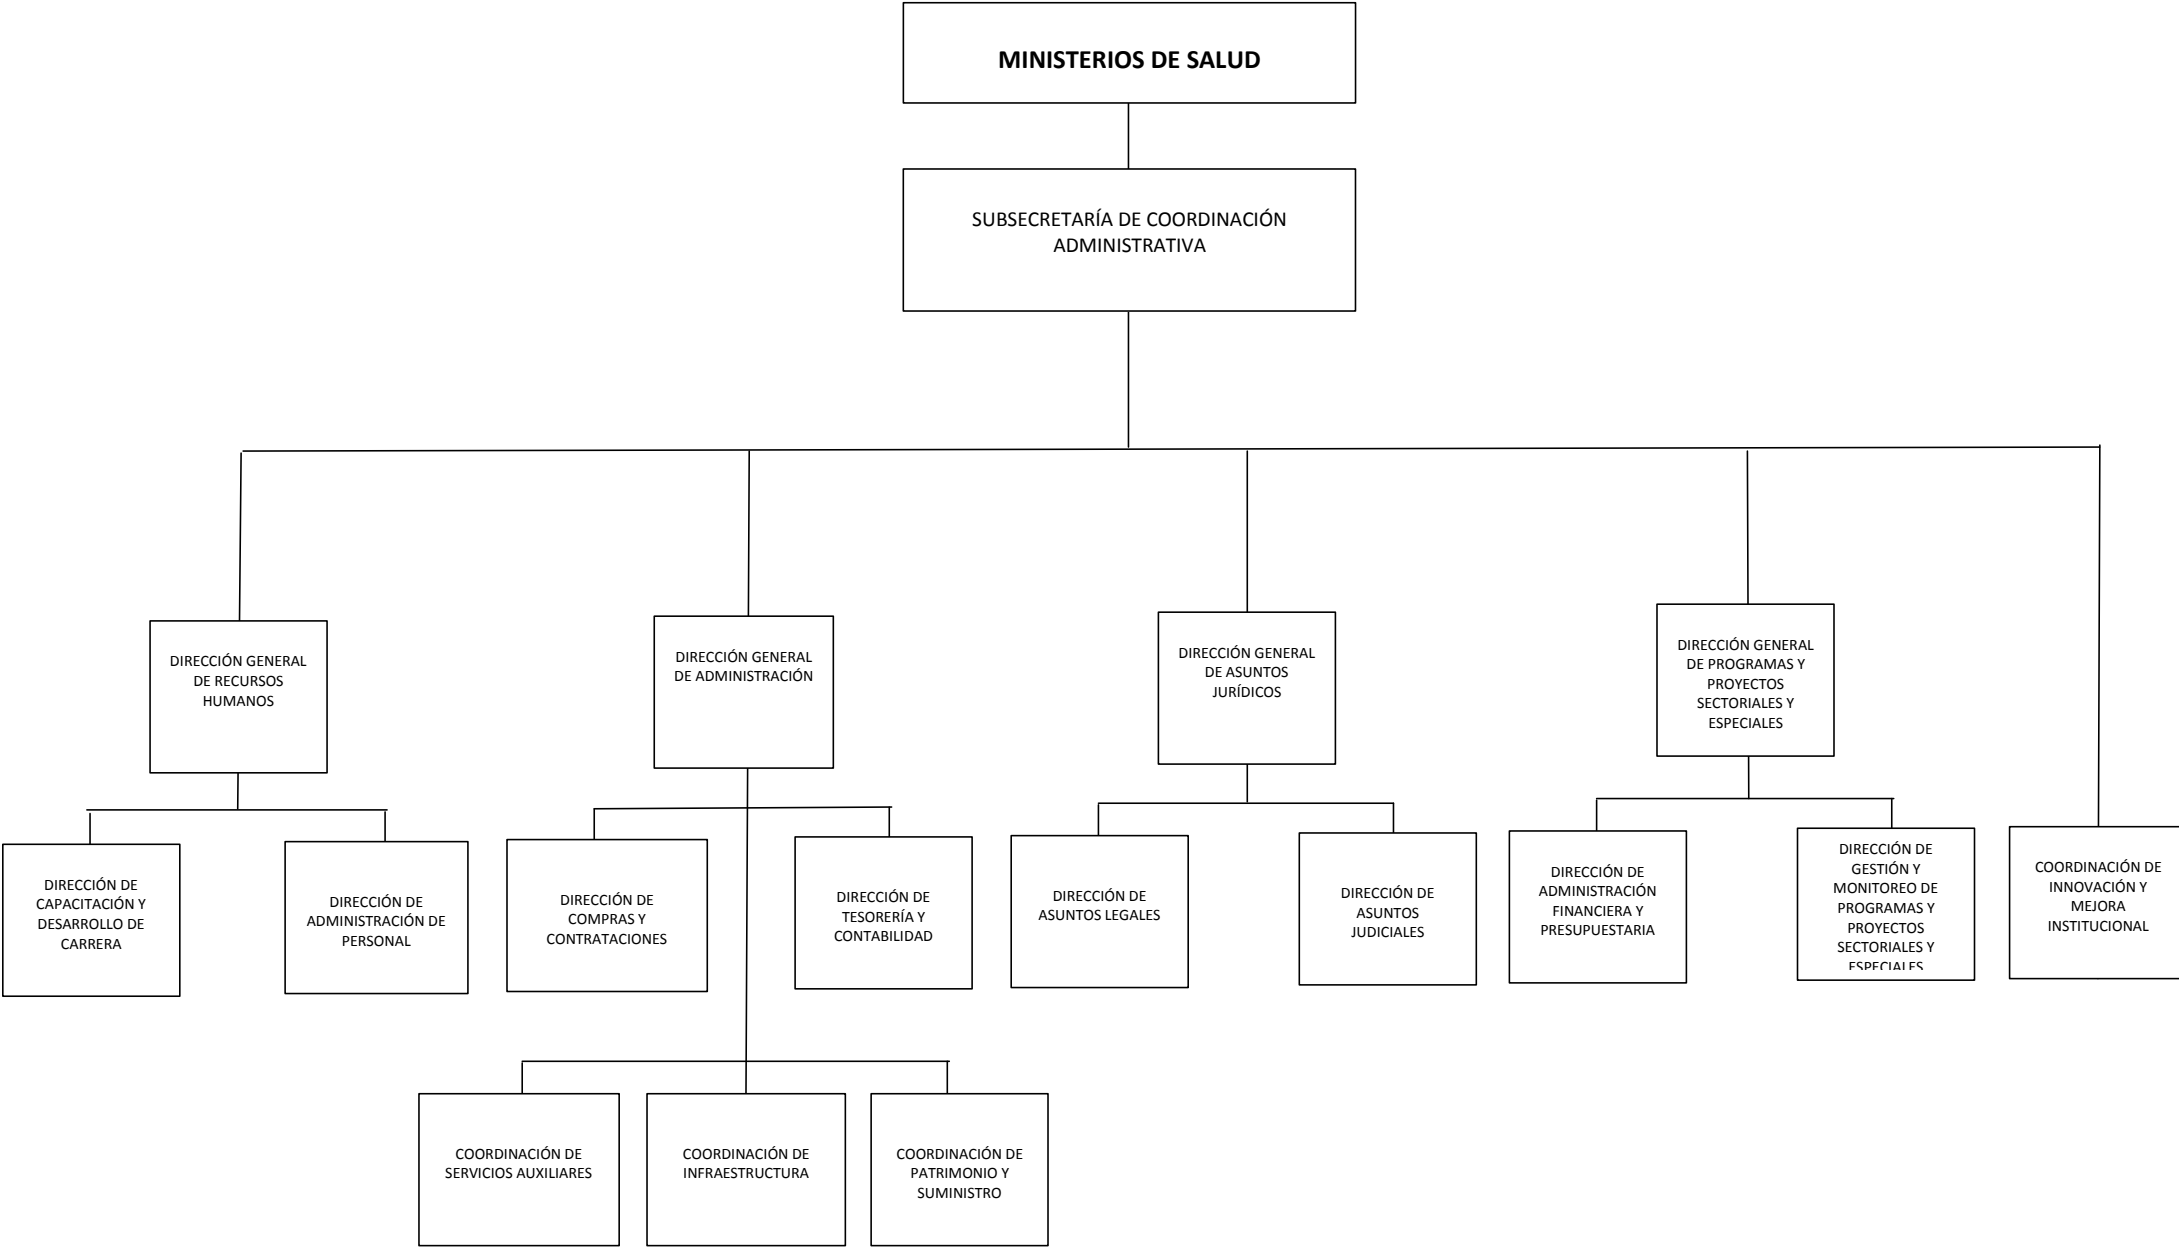 MINISTERIOS DE SALUD
SUBSECRETARÍA DE COORDINACIÓN
ADMINISTRATIVA
DIRECCIÓN GENERAL
DE RECURSOS
HUMANOS
DIRECCIÓN GENERAL
DE ADMINISTRACIÓN
DIRECCIÓN GENERAL
DE ASUNTOS
JURÍDICOS
DIRECCIÓN GENERAL
DE PROGRAMAS Y
PROYECTOS
SECTORIALES Y
ESPECIALES
DIRECCIÓN DE
CAPACITACIÓN Y
DESARROLLO DE
CARRERA
DIRECCIÓN DE
ADMINISTRACIÓN DE
PERSONAL
DIRECCIÓN DE
COMPRAS Y
CONTRATACIONES
DIRECCIÓN DE
TESORERÍA Y
CONTABILIDAD
DIRECCIÓN DE
ASUNTOS LEGALES
DIRECCIÓN DE
ASUNTOS
JUDICIALES
DIRECCIÓN DE
ADMINISTRACIÓN
FINANCIERA Y
PRESUPUESTARIA
DIRECCIÓN DE
GESTIÓN Y
MONITOREO DE
PROGRAMAS Y
PROYECTOS
SECTORIALES Y
ESPECIALES
COORDINACIÓN DE
INNOVACIÓN Y
MEJORA
INSTITUCIONAL
COORDINACIÓN DE
SERVICIOS AUXILIARES
COORDINACIÓN DE
INFRAESTRUCTURA
COORDINACIÓN DE
PATRIMONIO Y
SUMINISTRO